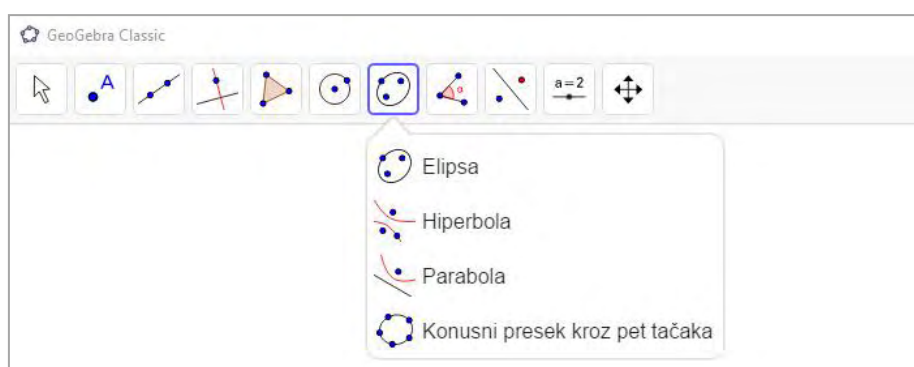 GeoGebra Classic
A
α
a=2
Elipsa
Hiperbola
Parabola
Konusni presek kroz pet tačaka